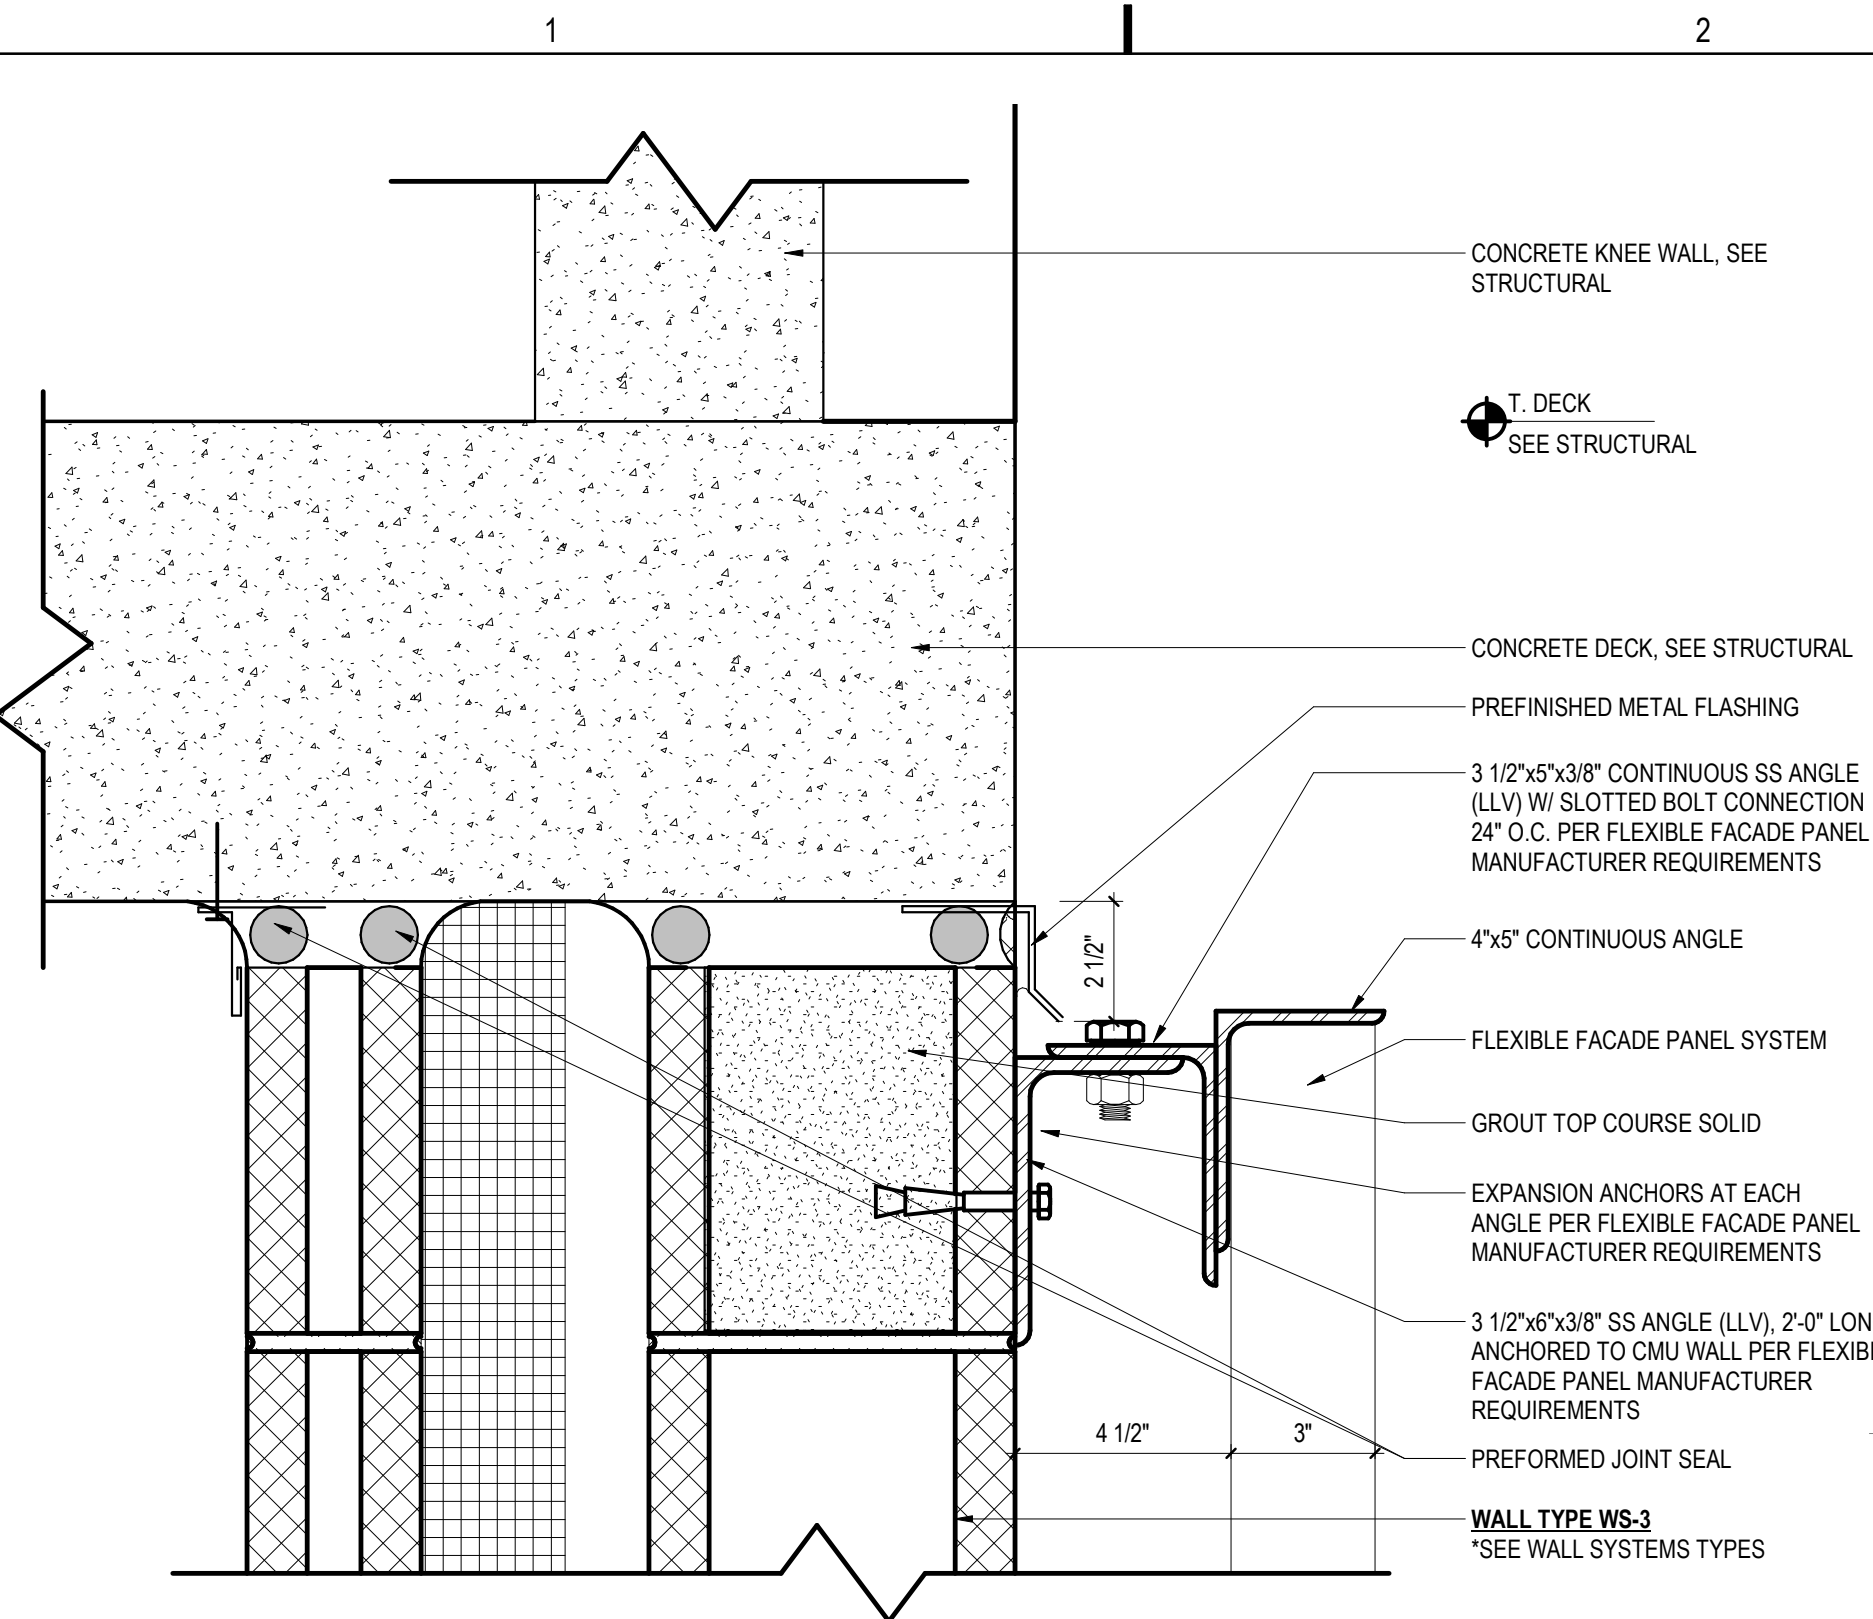 1
2
CONCRETE KNEE WALL, SEE
STRUCTURAL
T. DECK
SEE STRUCTURAL
CONCRETE DECK, SEE STRUCTURAL
PREFINISHED METAL FLASHING
3 1/2"x5"x3/8" CONTINUOUS SS ANGLE
(LLV) W/ SLOTTED BOLT CONNECTION
24" O.C. PER FLEXIBLE FACADE PANEL
MANUFACTURER REQUIREMENTS
4"x5" CONTINUOUS ANGLE
2 1/2"
FLEXIBLE FACADE PANEL SYSTEM
GROUT TOP COURSE SOLID
EXPANSION ANCHORS AT EACH
ANGLE PER FLEXIBLE FACADE PANEL
MANUFACTURER REQUIREMENTS
3 1/2"x6"x3/8" SS ANGLE (LLV), 2'-0" LON
ANCHORED TO CMU WALL PER FLEXIB
FACADE PANEL MANUFACTURER
REQUIREMENTS
4 1/2"
3"
PREFORMED JOINT SEAL
WALL TYPE WS-3
*SEE WALL SYSTEMS TYPES